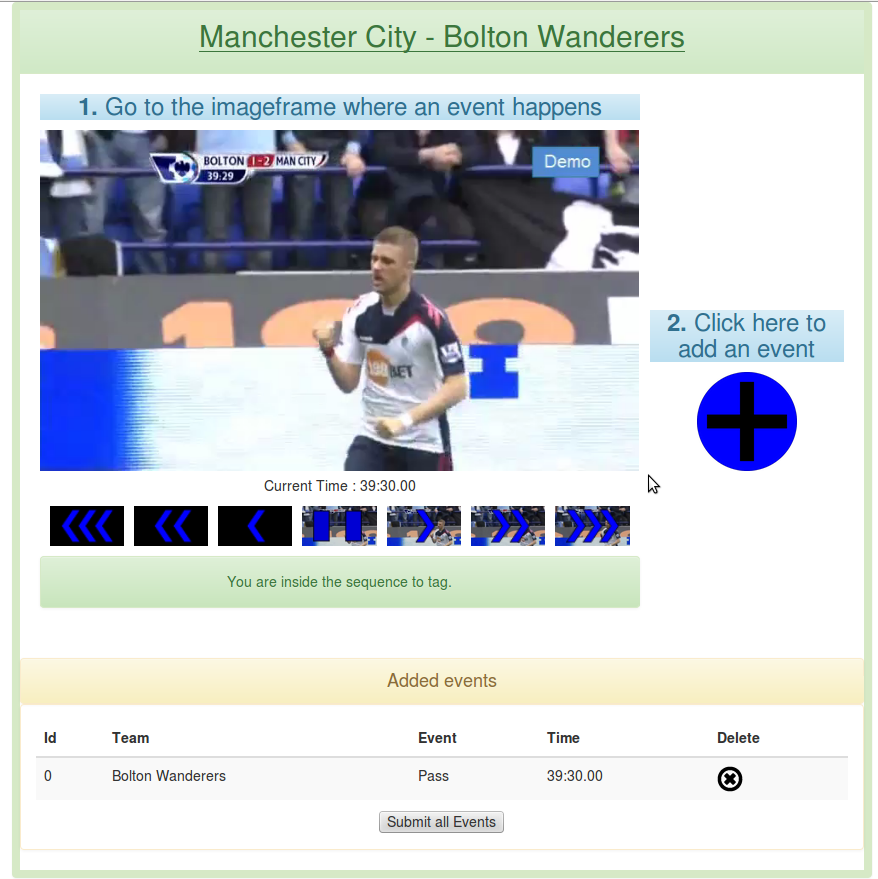 Manchester City - Bolton Wanderers
1. Go to the imageframe where an event happens
BOLTON 1-2 MAN CITY
39:29
Demo
188BET
2. Click here to
add an event
Current Time : 39:30.00
You are inside the sequence to tag.
Added events
Id Team Event Time Delete
0 Bolton Wanderers Pass 39:30.00
Submit all Events